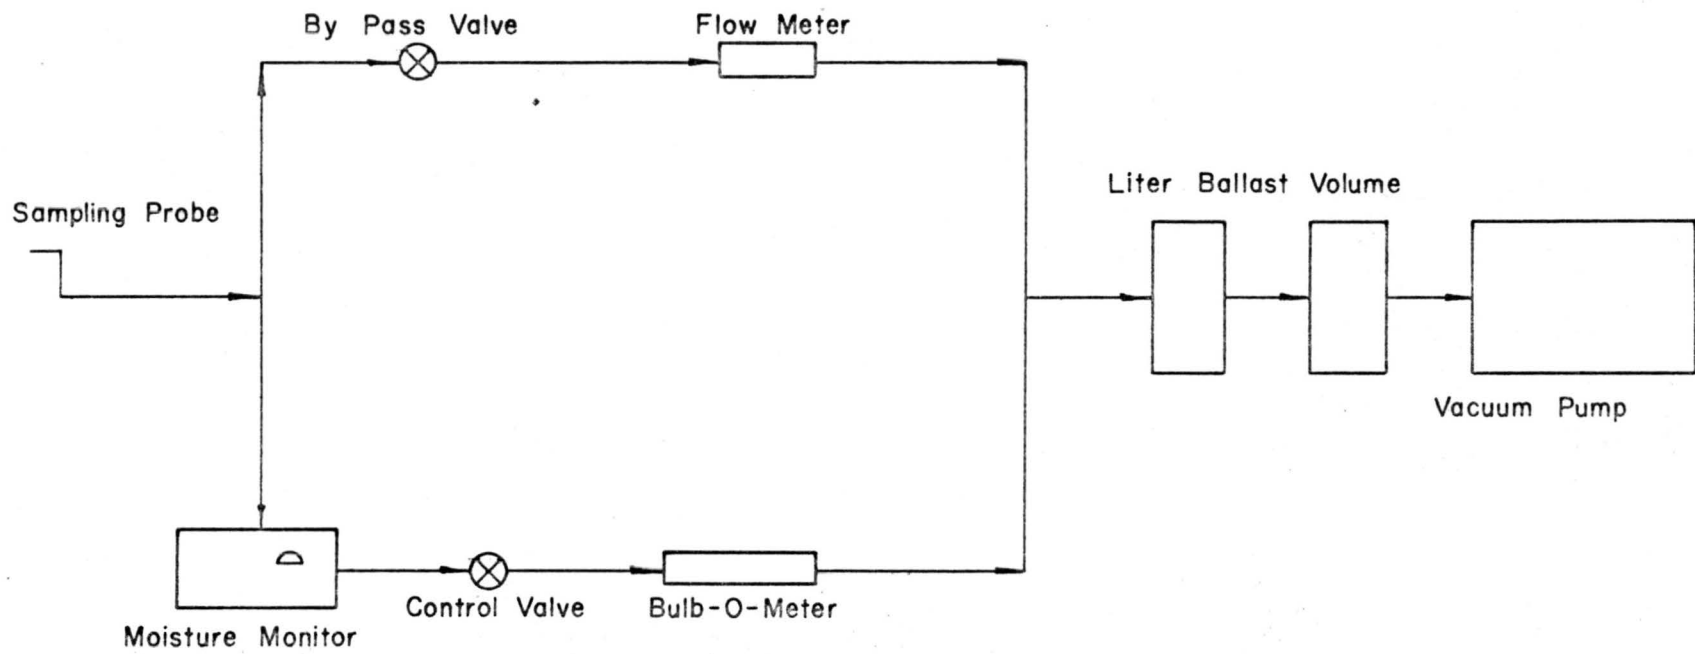 By Pass Valve
Flow Meter
Liter Ballast Volume
Sampling Probe
Vacuum Pump
Control Valve
Bulb-O-Meter
Moisture Monitor